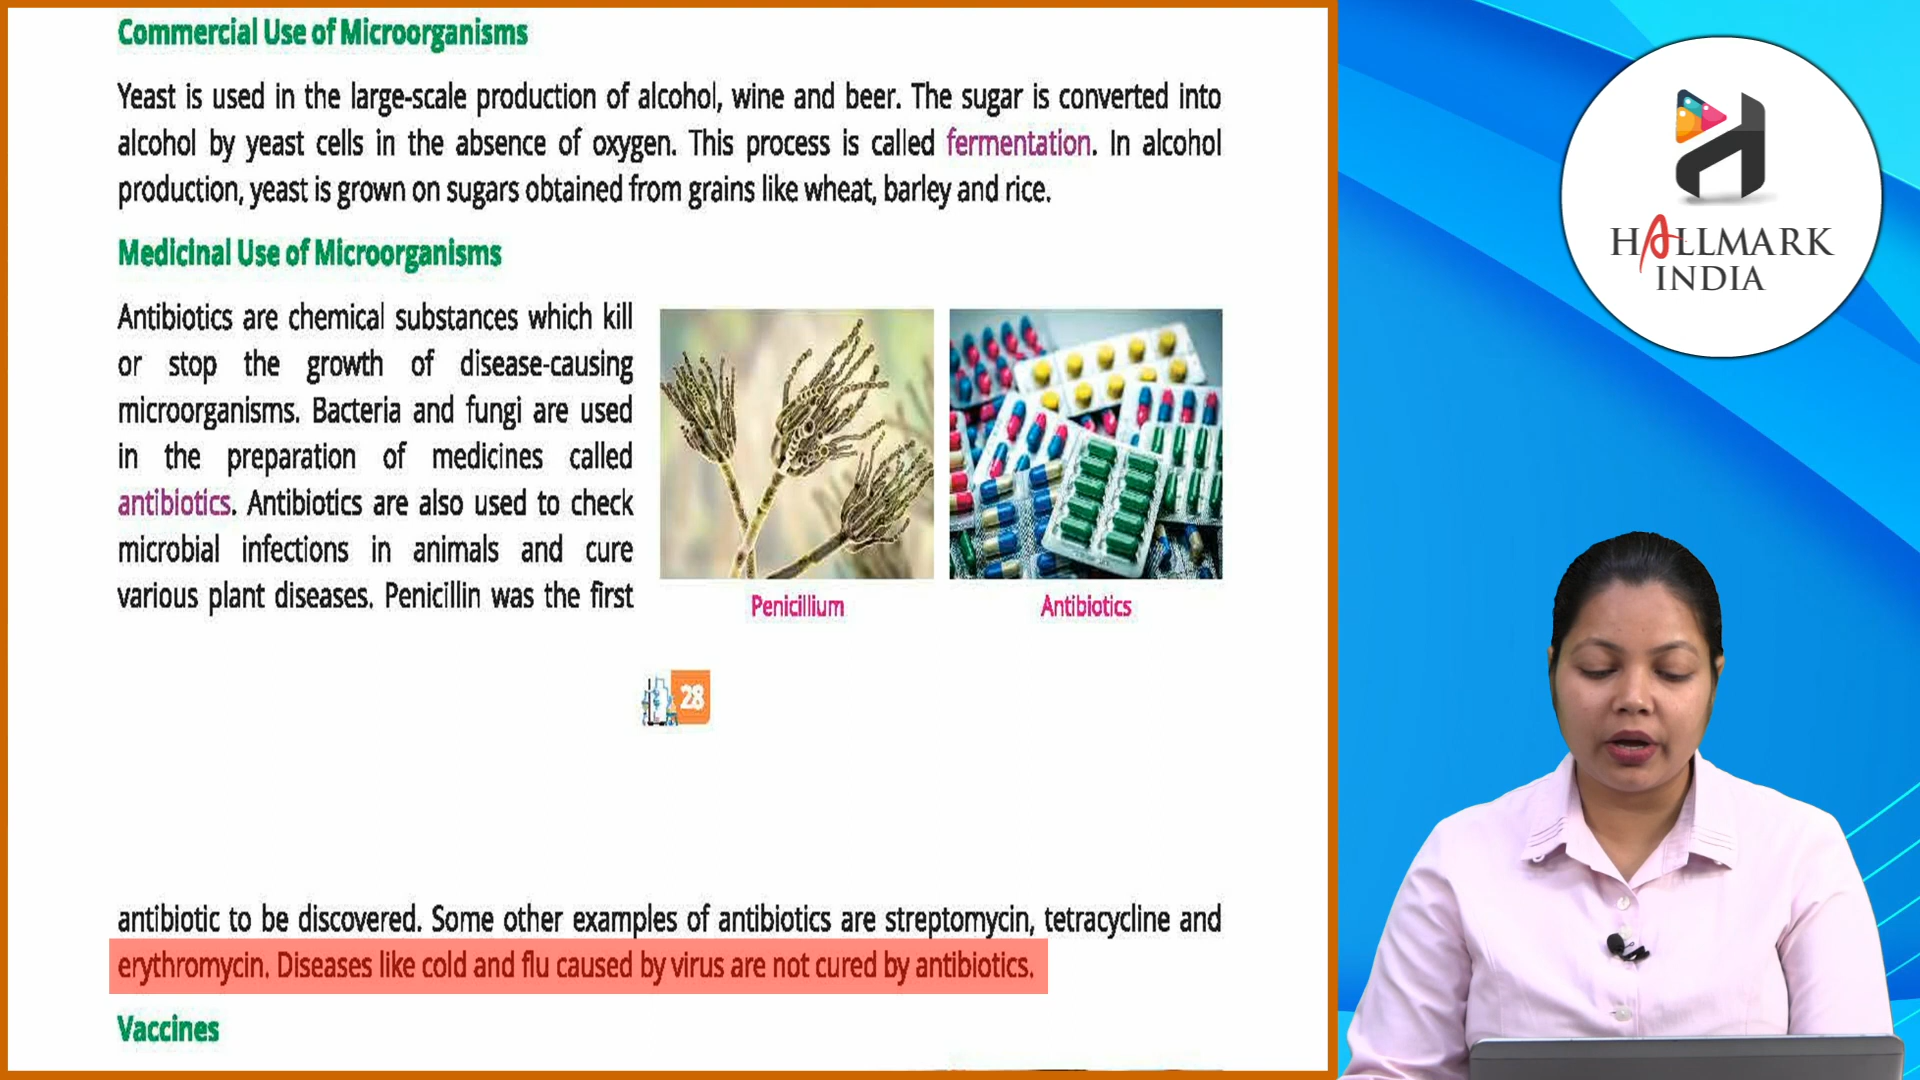 Commercial Use of Microorganisms
Yeast is used in the large-scale production of alcohol, wine and beer. The sugar is converted into
alcohol by yeast cells in the absence of oxygen. This process is called fermentation. In alcohol
production, yeast is grown on sugars obtained from grains like wheat, barley and rice.
Medicinal Use of Microorganisms
Antibiotics are chemical substances which kill
or stop the growth of disease-causing
microorganisms. Bacteria and fungi are used
in the preparation of medicines called
antibiotics. Antibiotics are also used to check
microbial infections in animals and cure
various plant diseases. Penicillin was the first
Penicillium
Antibiotics
28
antibiotic to be discovered. Some other examples of antibiotics are streptomycin, tetracycline and
erythromycin. Diseases like cold and flu caused by virus are not cured by antibiotics.
Vaccines
HALLMARK
INDIA